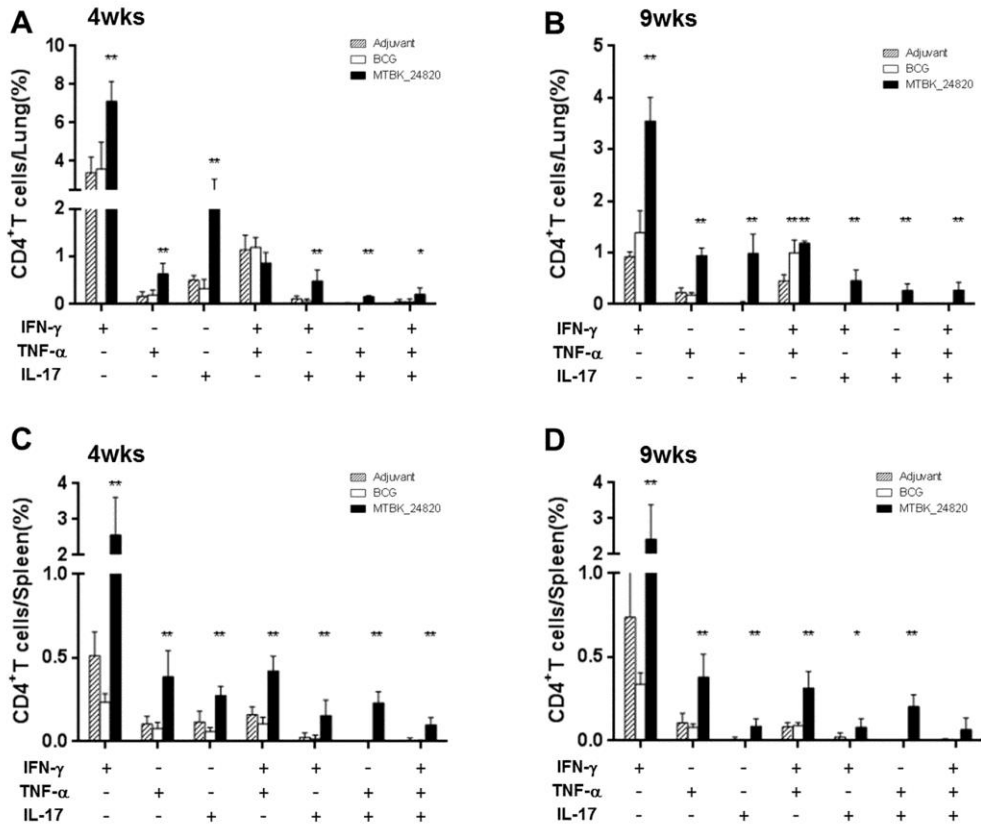 A
4wks
Adjuvant
BCG
MTBK_24820
CD4+T cells/Lung(%)
10
8
6
4
2
1
0
** ** ** ** ** *
IFN-γ + - - + + - +
TNF-α - + - + - + +
IL-17 - - + - + + +
B
9wks
Adjuvant
BCG
MTBK_24820
CD4+T cells/Lung(%)
5
4
3
2
1
0
** ** ** ** ** ** ** **
IFN-γ + - - + + - +
TNF-α - + - + - + +
IL-17 - - + - + + +
C
4wks
Adjuvant
BCG
MTBK_24820
CD4+T cells/Spleen(%)
4
3
2
1.0
0.5
0.0
** ** ** ** ** ** **
IFN-γ + - - + + - +
TNF-α - + - + - + +
IL-17 - - + - + + +
D
9wks
Adjuvant
BCG
MTBK_24820
CD4+T cells/Spleen(%)
4
3
2
1.0
0.5
0.0
** ** ** ** * **
IFN-γ + - - + + - +
TNF-α - + - + - + +
IL-17 - - + - + + +